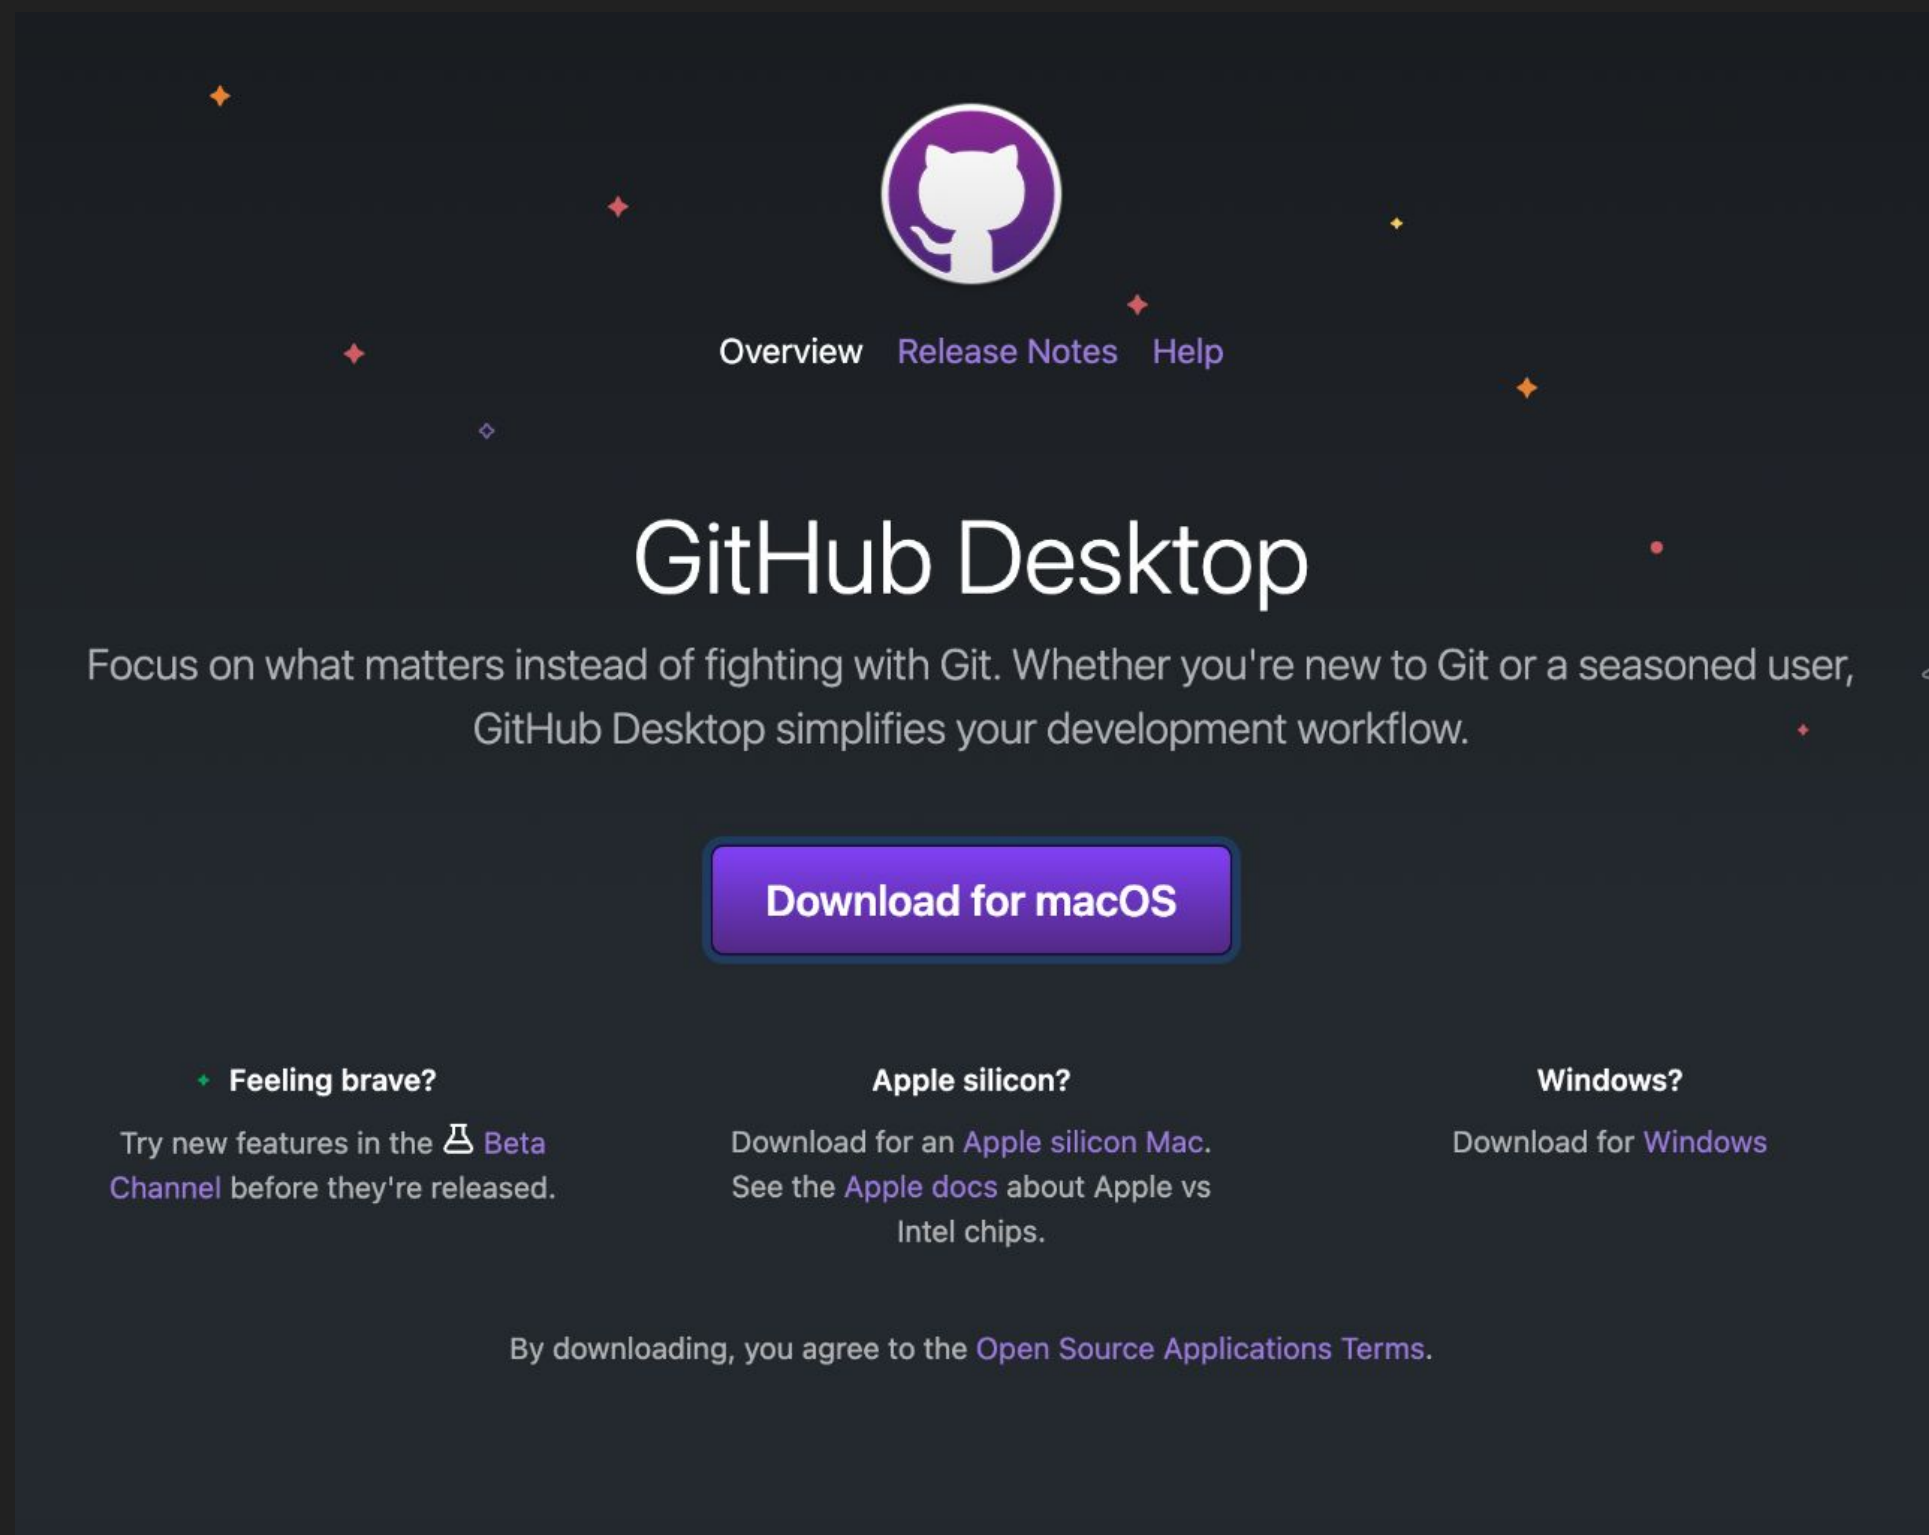 Overview Release Notes Help
GitHub Desktop
Focus on what matters instead of fighting with Git. Whether you're new to Git or a seasoned user,
GitHub Desktop simplifies your development workflow.
Download for macOS
Feeling brave?
Try new features in the Beta
Channel before they're released.
Apple silicon?
Download for an Apple silicon Mac.
See the Apple docs about Apple vs
Intel chips.
Windows?
Download for Windows
By downloading, you agree to the Open Source Applications Terms.